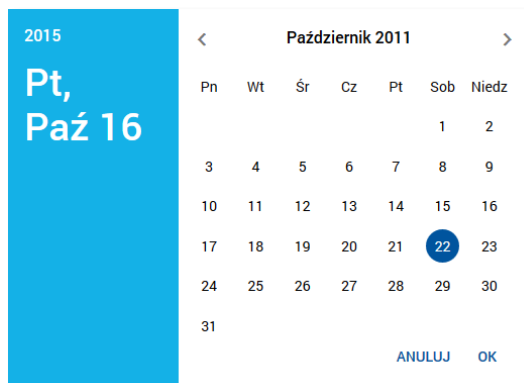 2015
Pt,
Paź 16
Październik 2011
Pn Wt Śr Cz Pt Sob Niedz
1 2
3 4 5 6 7 8 9
10 11 12 13 14 15 16
17 18 19 20 21 22 23
24 25 26 27 28 29 30
31
ANULUJ OK